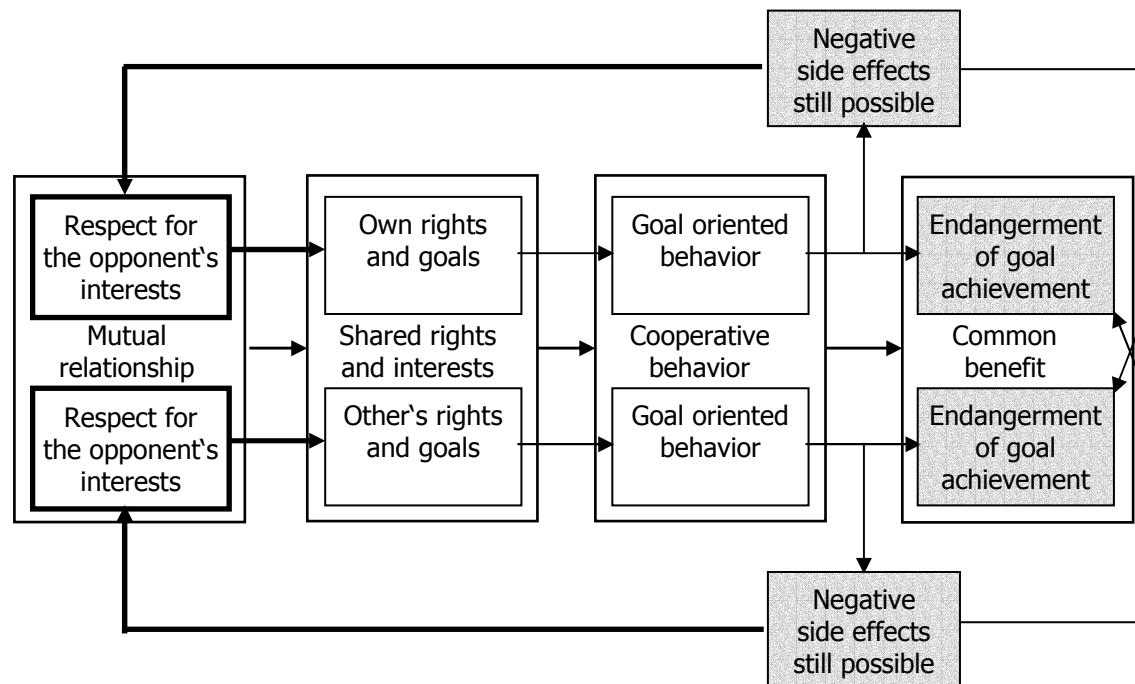 Negative
side effects
still possible
Respect for
the opponent‘s
interests
Own rights
and goals
Goal oriented
behavior
Endangerment
of goal
achievement
Mutual
relationship
Shared rights
and interests
Cooperative
behavior
Common
benefit
Respect for
the opponent‘s
interests
Other‘s rights
and goals
Goal oriented
behavior
Endangerment
of goal
achievement
Negative
side effects
still possible